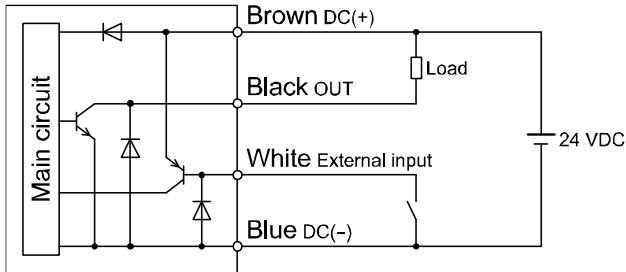 Brown DC(+)
Load
Black OUT
Main circuit
White External input
24 VDC
Blue DC(−)